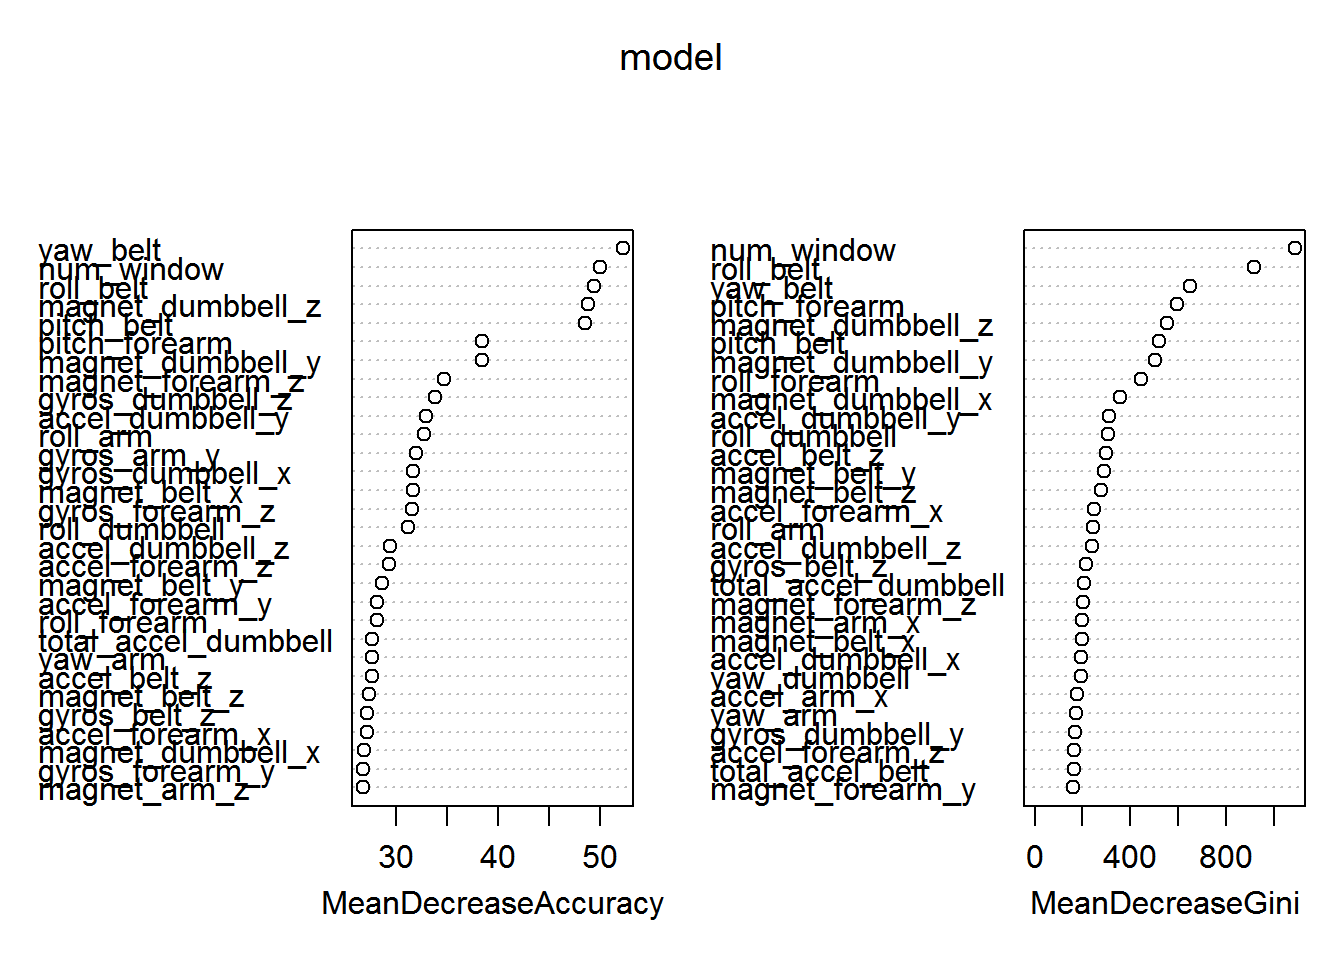 model
yaw_belt
num_window
roll_belt
magnet_dumbbell_z
pitch_belt
pitch_forearm
magnet_dumbbell_y
magnet_forearm_z
gyros_dumbbell_z
accel_dumbbell_y
roll_arm
gyros_arm_y
gyros_dumbbell_x
magnet_belt_x
gyros_forearm_z
roll_dumbbell
accel_dumbbell_z
accel_forearm_z
magnet_belt_y
accel_forearm_y
roll_forearm
total_accel_dumbbell
yaw_arm
accel_belt_z
magnet_belt_z
gyros_belt_z
accel_forearm_x
magnet_dumbbell_x
gyros_forearm_y
magnet_arm_z
30 40 50
MeanDecreaseAccuracy
num_window
roll_belt
yaw_belt
pitch_forearm
magnet_dumbbell_z
pitch_belt
magnet_dumbbell_y
roll_forearm
magnet_dumbbell_x
accel_dumbbell_y
roll_dumbbell
accel_belt_z
magnet_belt_y
magnet_belt_z
accel_forearm_x
roll_arm
accel_dumbbell_z
gyros_belt_z
total_accel_dumbbell
magnet_forearm_z
magnet_arm_x
magnet_belt_x
accel_dumbbell_x
yaw_dumbbell
accel_arm_x
yaw_arm
gyros_dumbbell_y
accel_forearm_z
total_accel_belt
magnet_forearm_y
0 400 800
MeanDecreaseGini